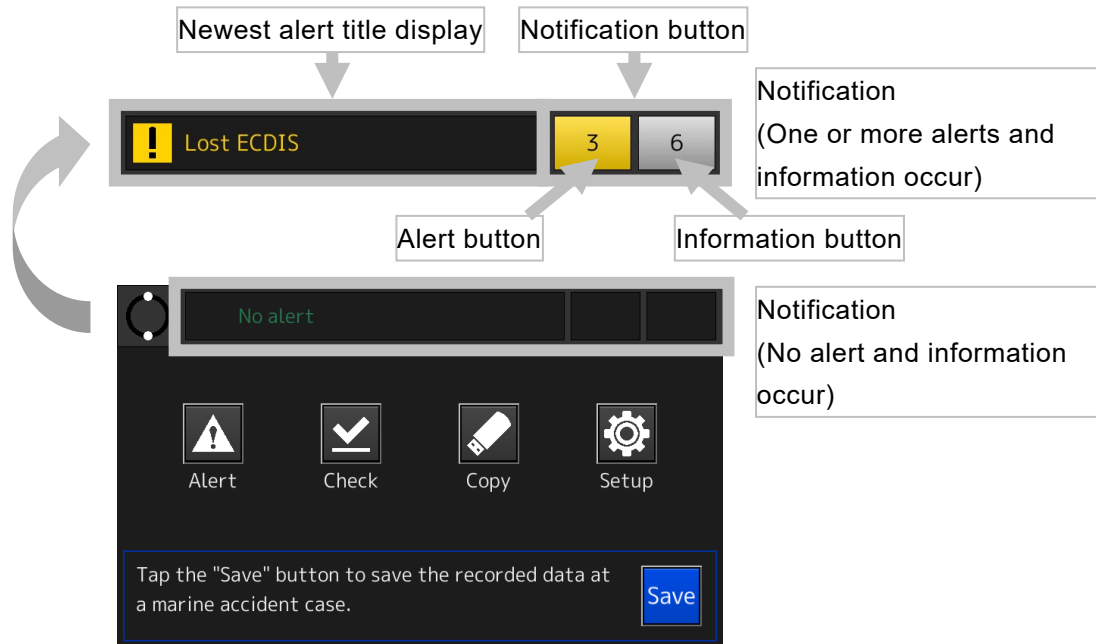 Newest alert title display
Notification button
Notification
(One or more alerts and
information occur)
! Lost ECDIS
3
6
Alert button
Information button
No alert
Notification
(No alert and information
occur)
Alert
Check
Copy
Setup
Tap the "Save" button to save the recorded data at
a marine accident case.
Save